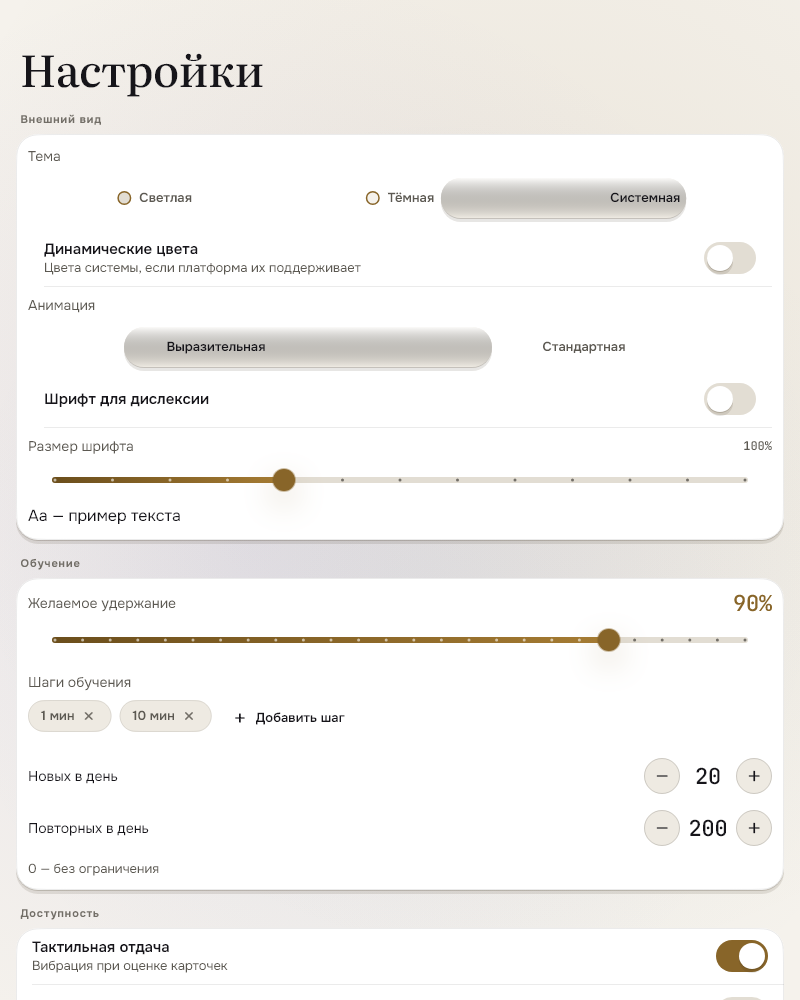 Настройки
Внешний вид
Тема
Светлая
Тёмная
Системная
Динамические цвета
Цвета системы, если платформа их поддерживает
Анимация
Выразительная
Стандартная
Шрифт для дислексии
Размер шрифта
100%
Aa — пример текста
Обучение
Желаемое удержание
90%
Шаги обучения
1 мин ✕
10 мин ✕
+ Добавить шаг
Новых в день
− 20 +
Повторных в день
− 200 +
0 — без ограничения
Доступность
Тактильная отдача
Вибрация при оценке карточек